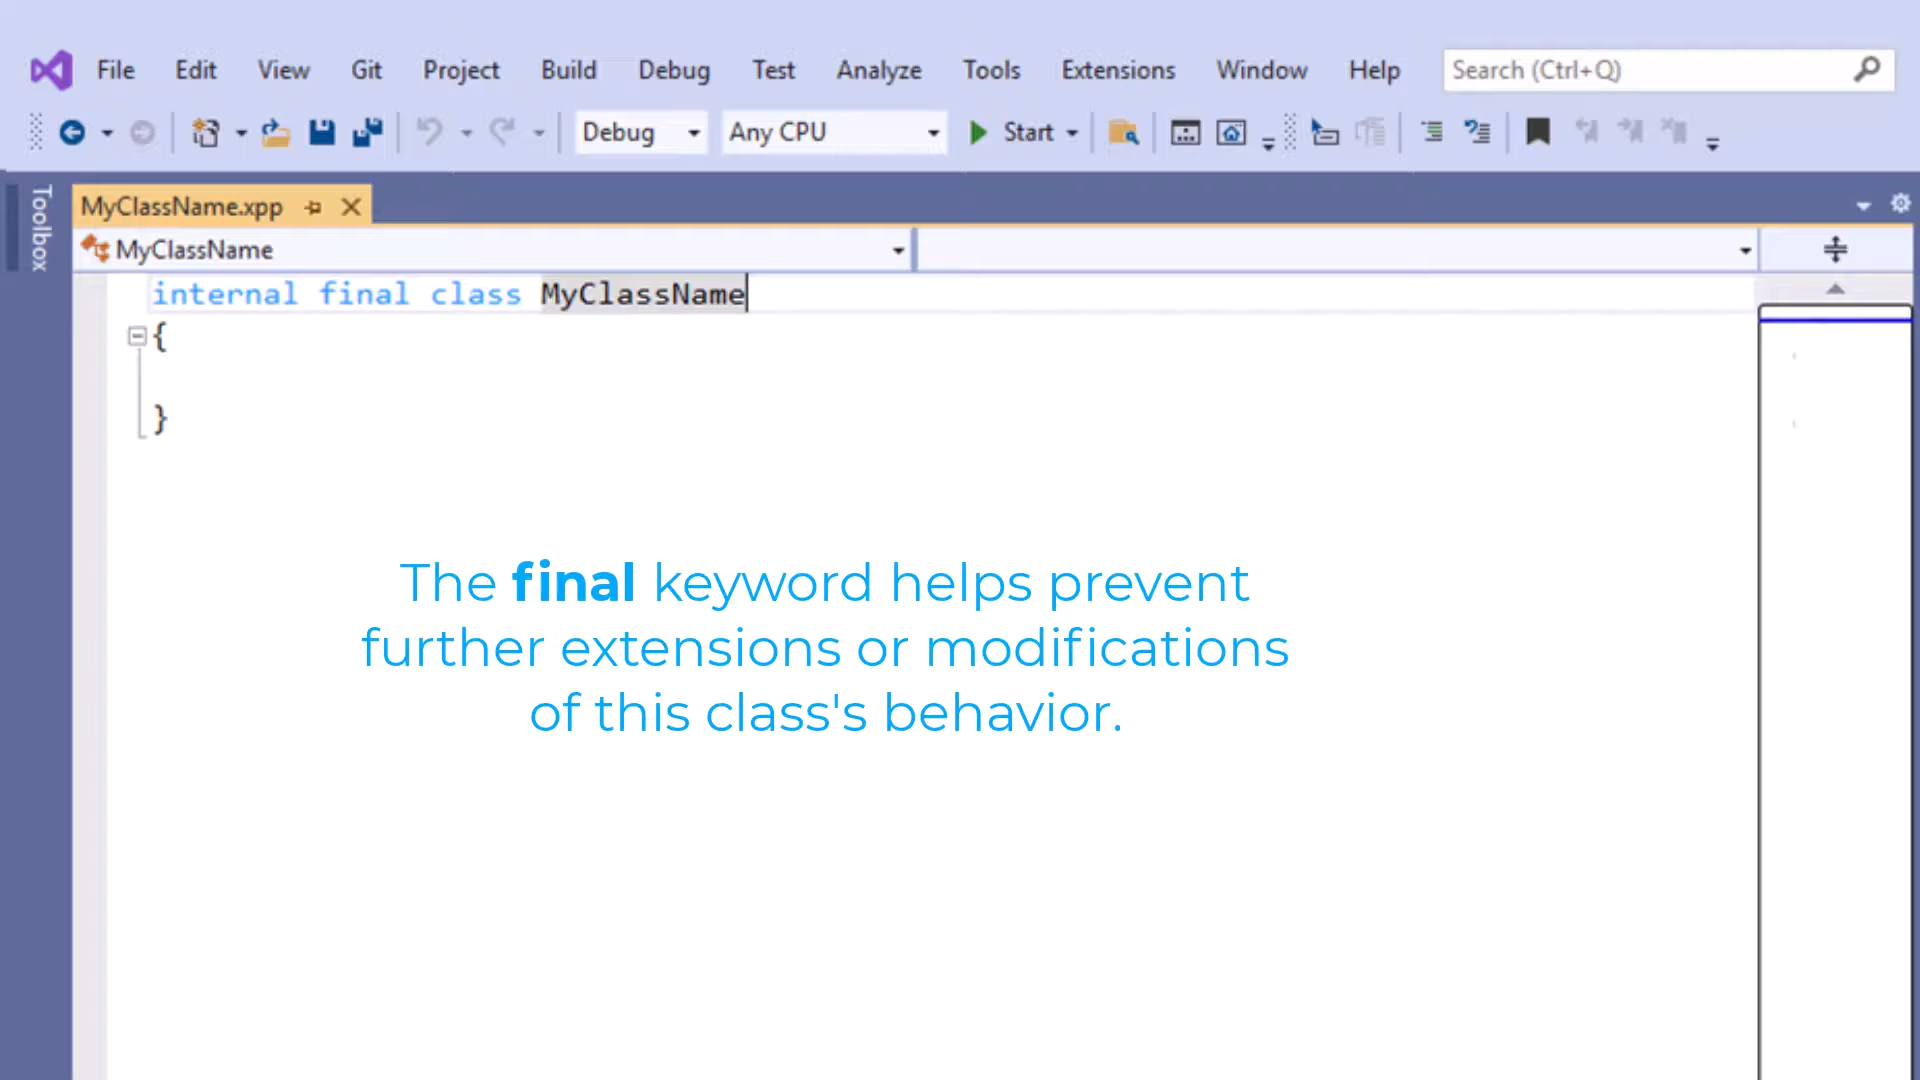 File Edit View Git Project Build Debug Test Analyze Tools Extensions Window Help Search (Ctrl+Q)
Debug Any CPU Start
Toolbox
MyClassName.xpp
MyClassName
internal final class MyClassName
{
}
The final keyword helps prevent
further extensions or modifications
of this class's behavior.